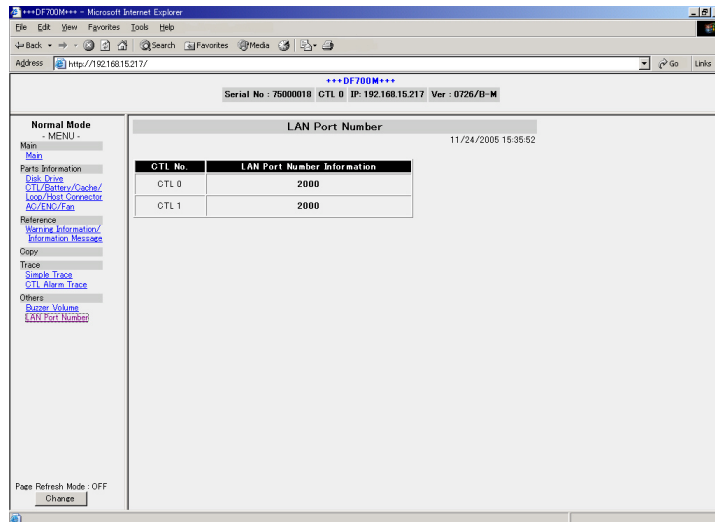 +++DF700M+++ - Microsoft Internet Explorer
File Edit View Favorites Tools Help
Back Search Favorites Media
Address http://192.168.15.217/ Go Links
+++DF700M+++
Serial No : 75000018 CTL 0 IP: 192.168.15.217 Ver : 0726/B-M
Normal Mode
- MENU -
Main
Main
Parts Information
Disk Drive
CTL/Battery/Cache/
Loop/Host Connector
AC/ENC/Fan
Reference
Warning Information/
Information Message
Copy
Trace
Simple Trace
CTL Alarm Trace
Others
Buzzer Volume
LAN Port Number
Page Refresh Mode : OFF
Change
LAN Port Number
11/24/2005 15:35:52
CTL No. LAN Port Number Information
CTL 0 2000
CTL 1 2000